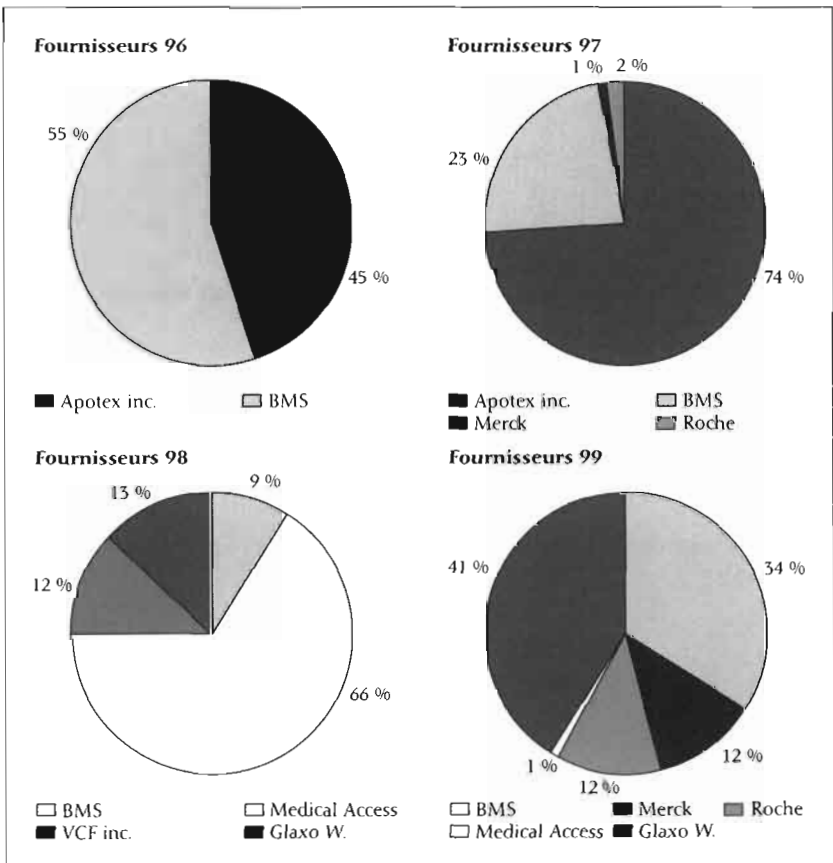 Fournisseurs 96
55 %
45 %
Apotex inc.
BMS
Fournisseurs 97
1 %
2 %
23 %
74 %
Apotex inc.
BMS
Merck
Roche
Fournisseurs 98
13 %
9 %
12 %
66 %
BMS
Medical Access
VCF inc.
Glaxo W.
Fournisseurs 99
41 %
34 %
1 %
12 %
12 %
BMS
Merck
Roche
Medical Access
Glaxo W.